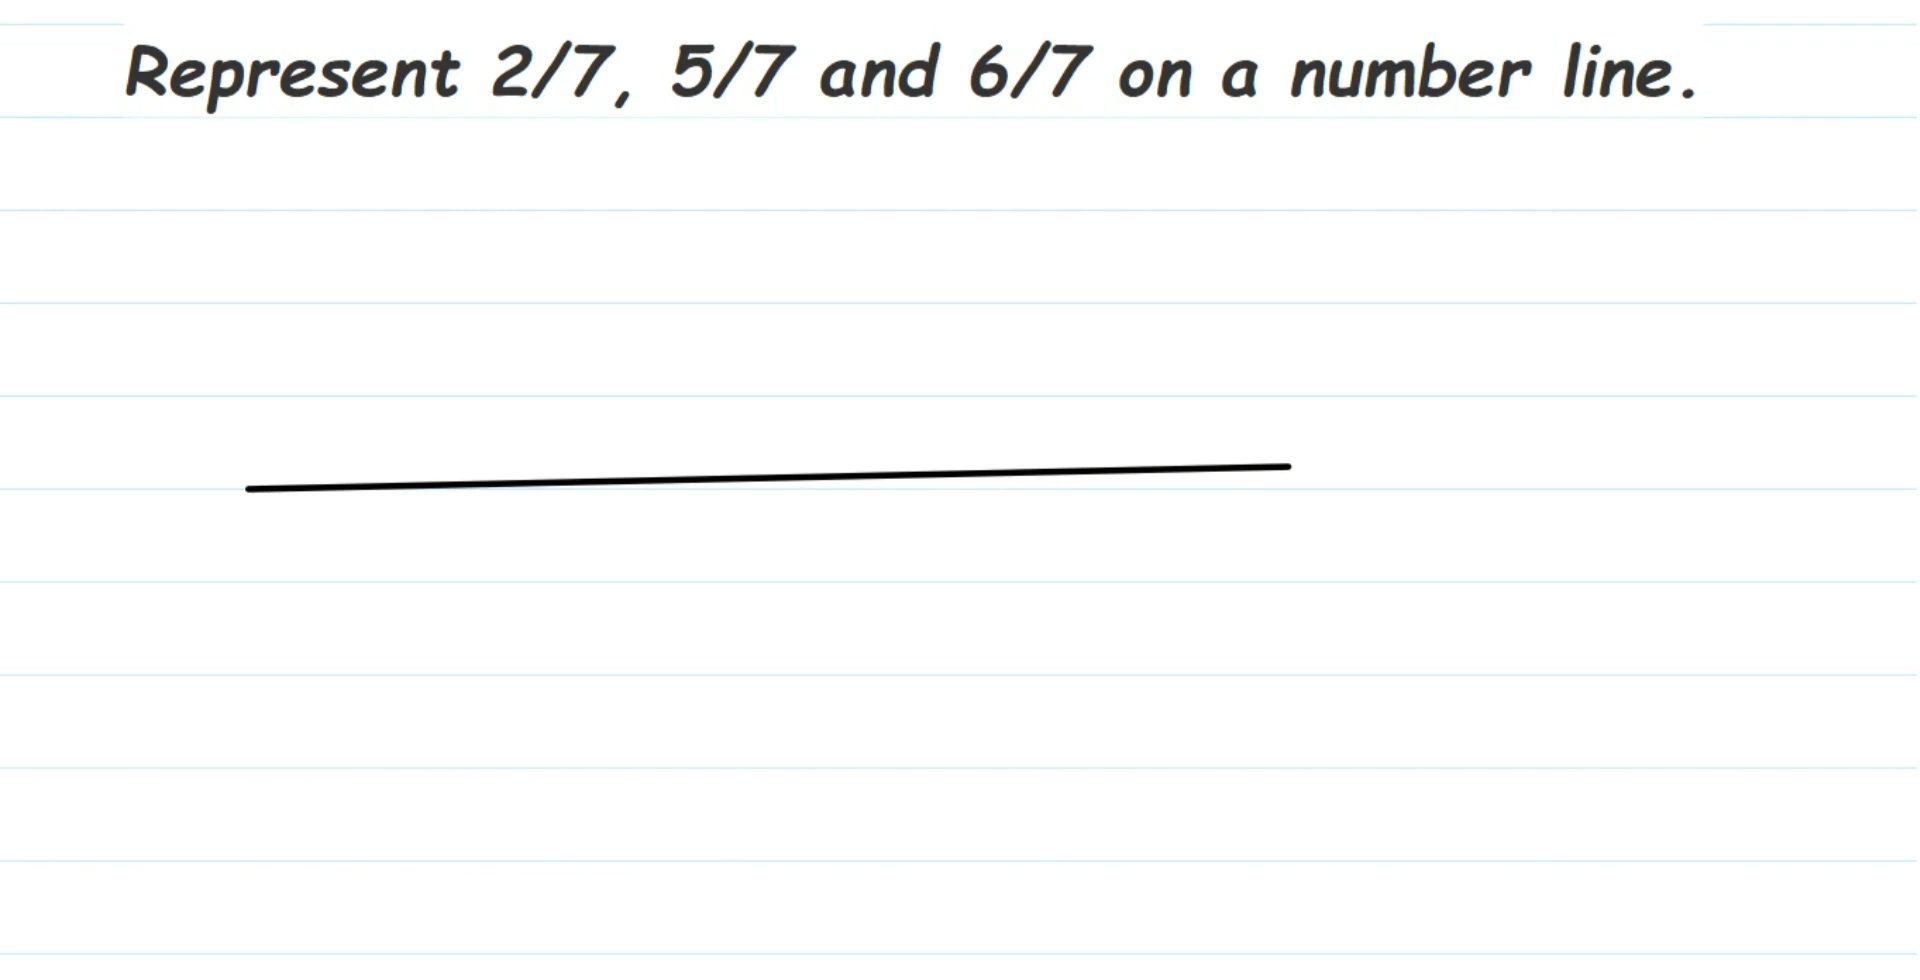 Represent 2/7, 5/7 and 6/7 on a number line.